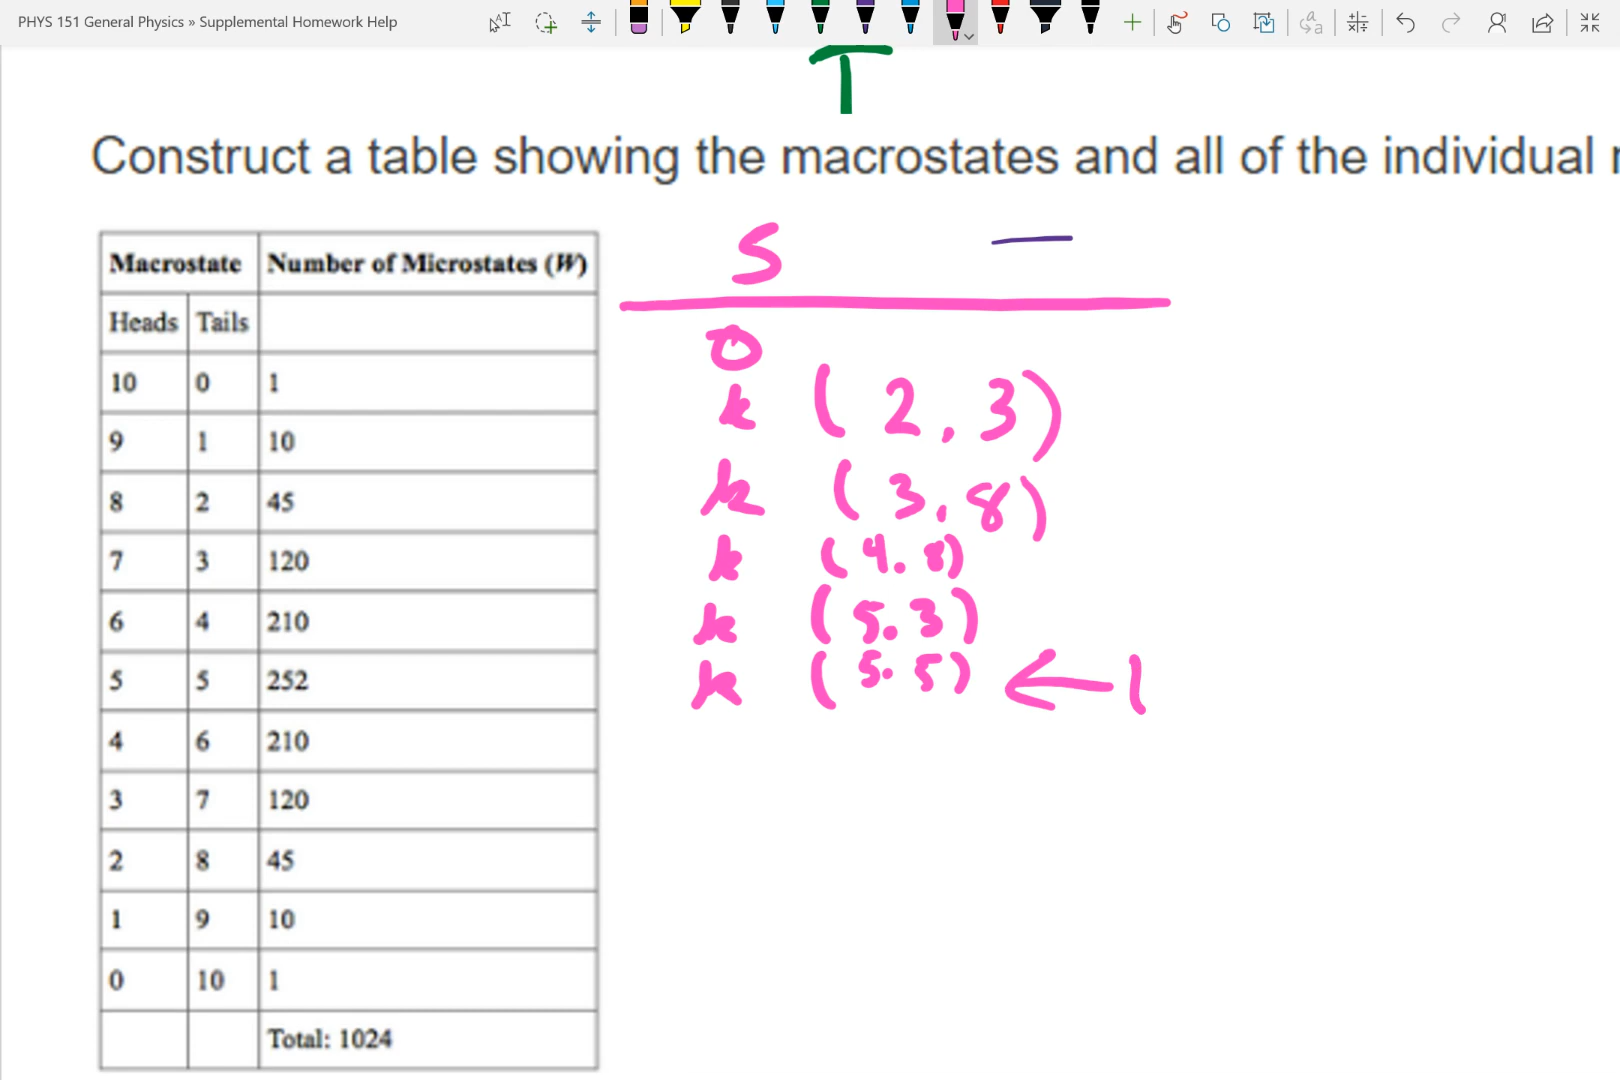 PHYS 151 General Physics » Supplemental Homework Help
T
Construct a table showing the macrostates and all of the individual
Macrostate Number of Microstates (W)
Heads Tails
10 0 1
9 1 10
8 2 45
7 3 120
6 4 210
5 5 252
4 6 210
3 7 120
2 8 45
1 9 10
0 10 1
Total: 1024
S
0
k (2.3)
k (3.8)
k (4.8)
k (5.3)
k (5.5) ← 1